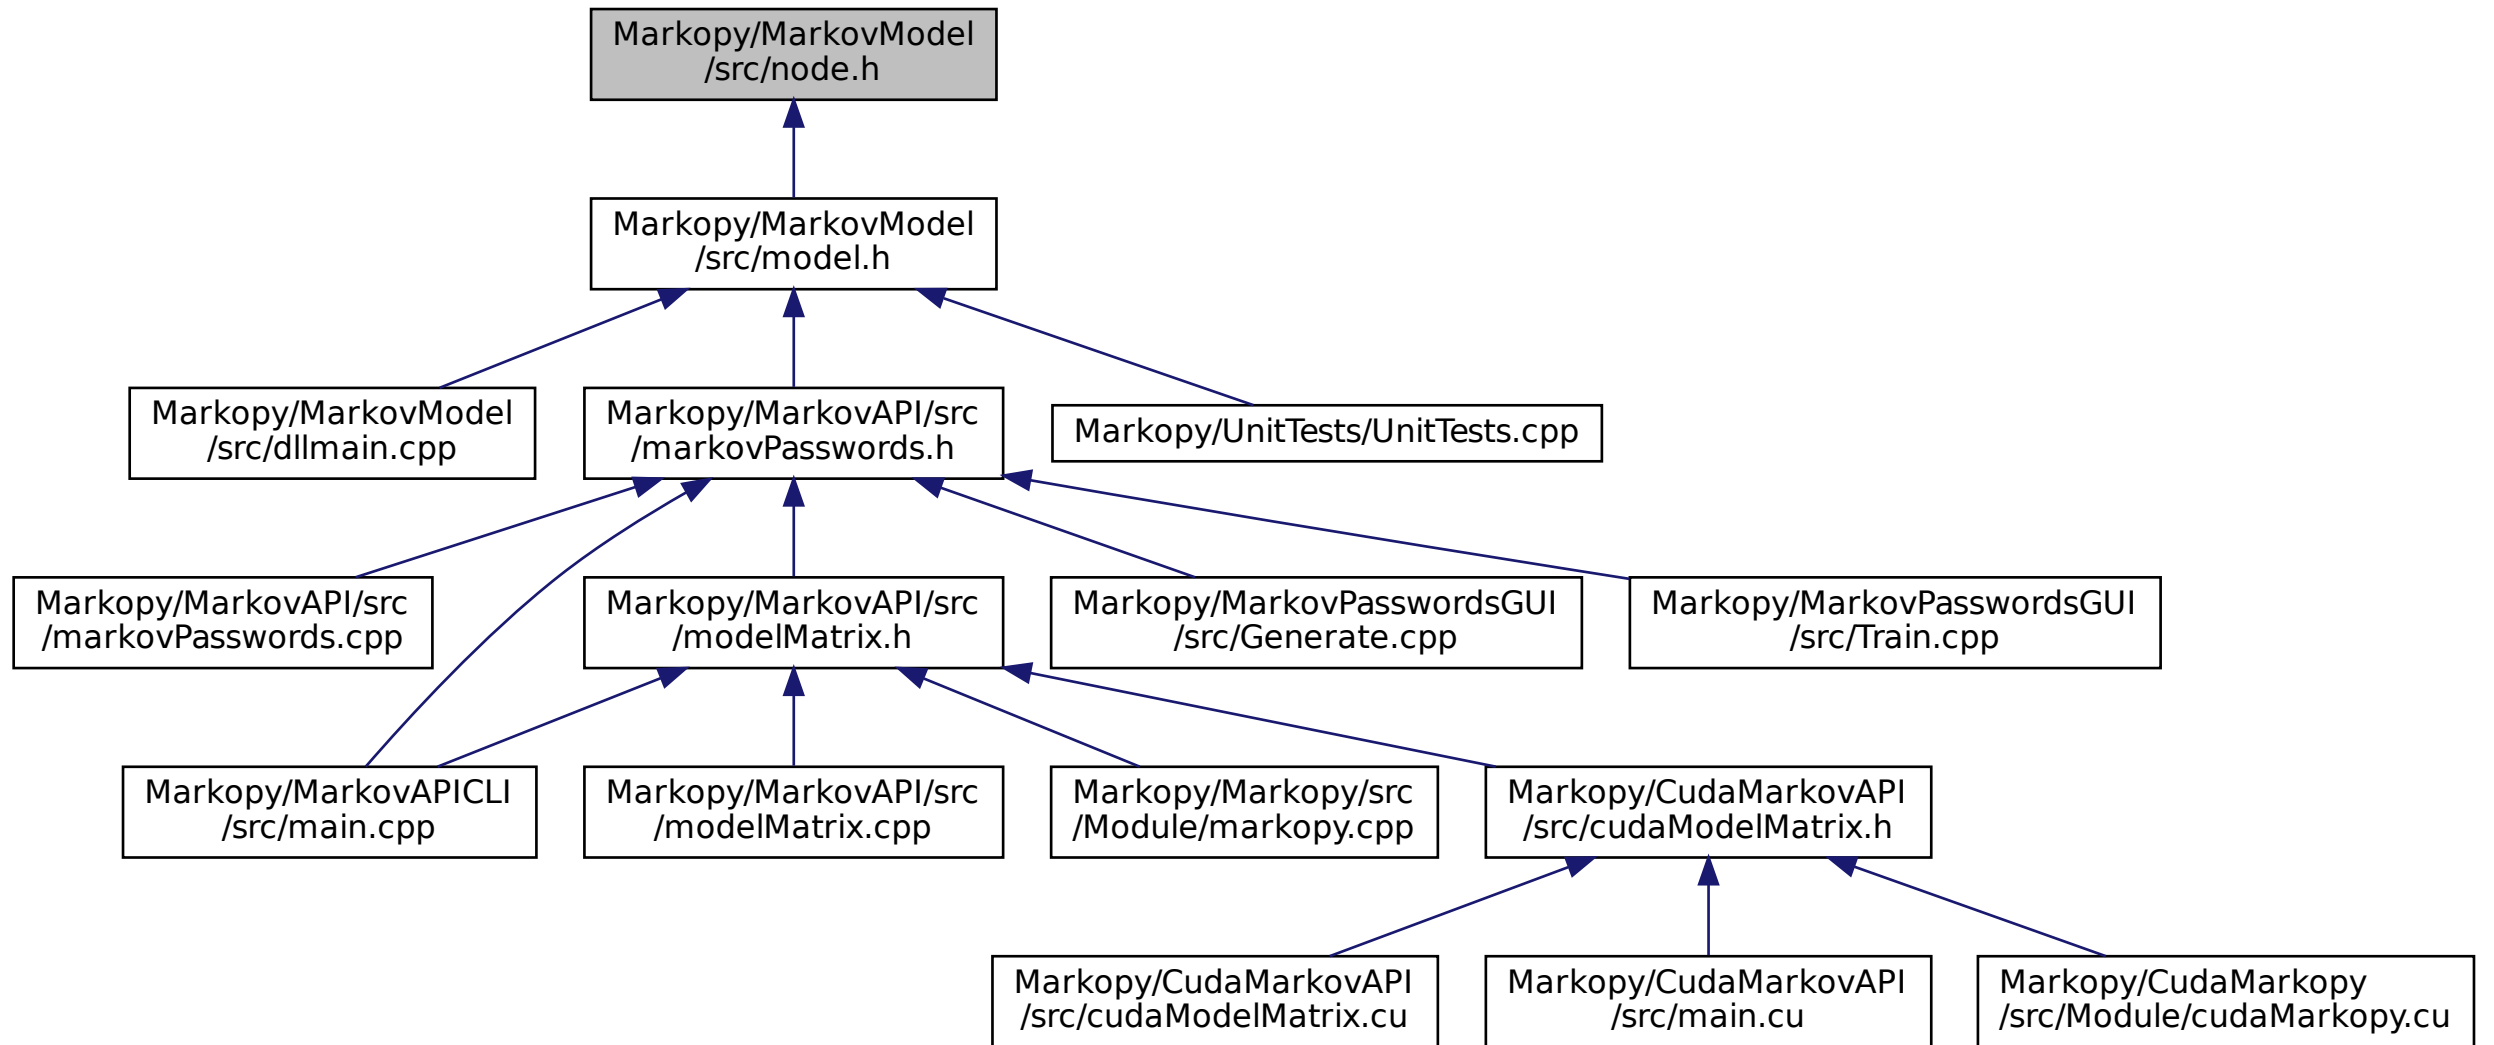 Markopy/MarkovModel
/src/node.h
Markopy/MarkovModel
/src/model.h
Markopy/MarkovModel
/src/dllmain.cpp
Markopy/MarkovAPI/src
/markovPasswords.h
Markopy/UnitTests/UnitTests.cpp
Markopy/MarkovAPI/src
/markovPasswords.cpp
Markopy/MarkovAPI/src
/modelMatrix.h
Markopy/MarkovPasswordsGUI
/src/Generate.cpp
Markopy/MarkovPasswordsGUI
/src/Train.cpp
Markopy/MarkovAPICLI
/src/main.cpp
Markopy/MarkovAPI/src
/modelMatrix.cpp
Markopy/Markopy/src
/Module/markopy.cpp
Markopy/CudaMarkovAPI
/src/cudaModelMatrix.h
Markopy/CudaMarkovAPI
/src/cudaModelMatrix.cu
Markopy/CudaMarkovAPI
/src/main.cu
Markopy/CudaMarkopy
/src/Module/cudaMarkopy.cu